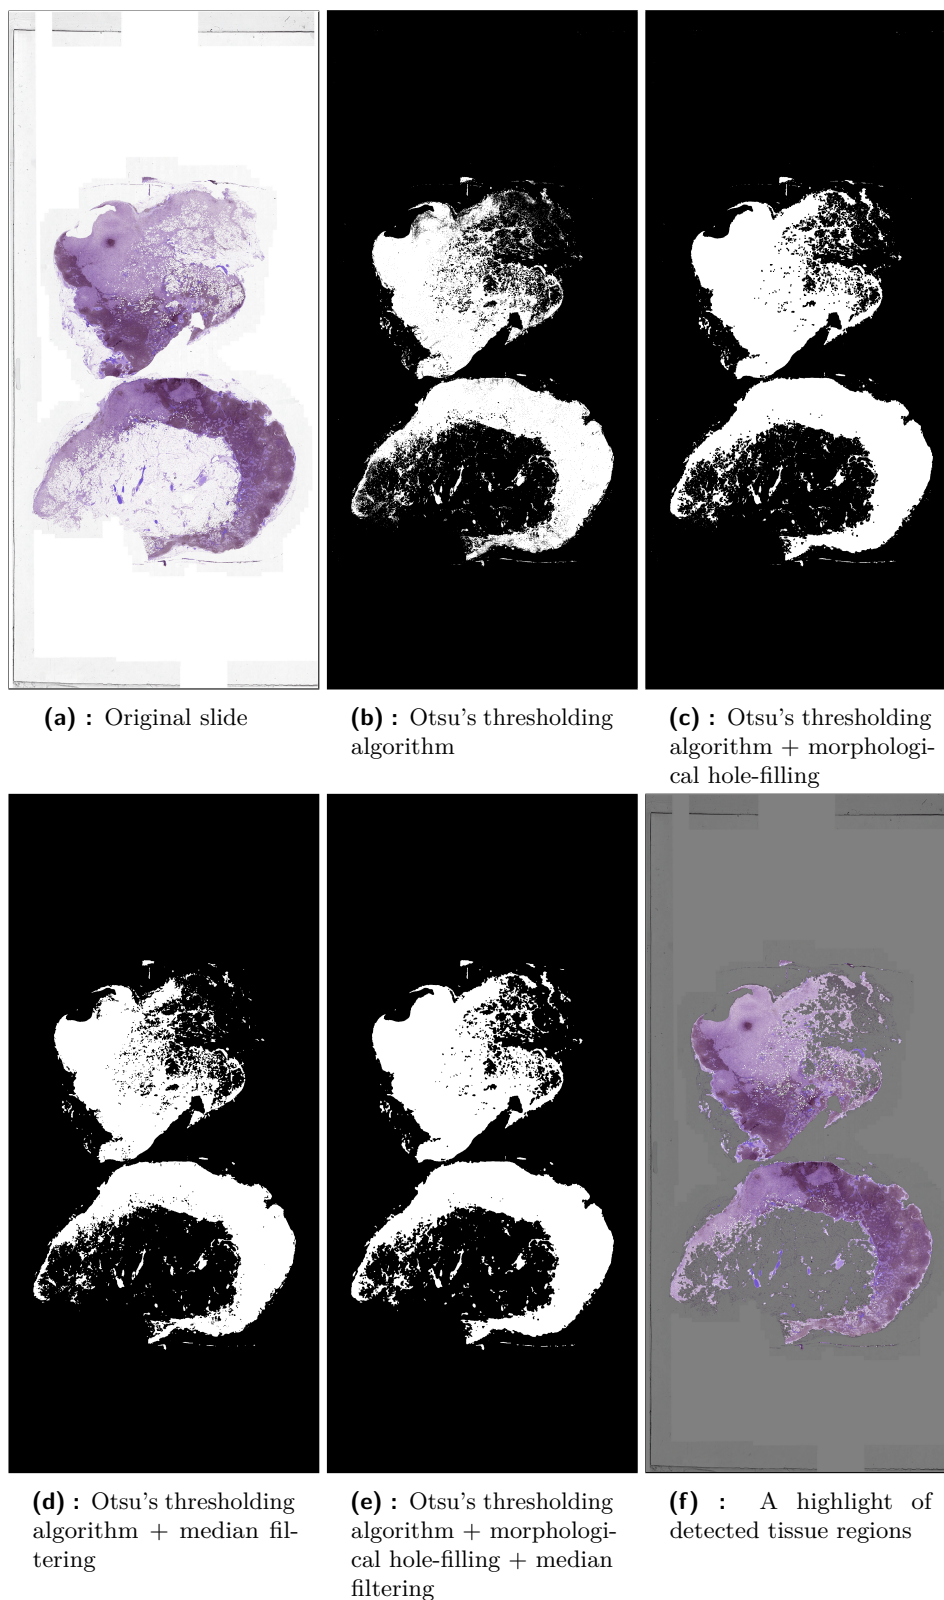 (a) : Original slide
(b) : Otsu's thresholding
algorithm
(c) : Otsu's thresholding
algorithm + morphologi-
cal hole-filling
(d) : Otsu's thresholding
algorithm + median fil-
tering
(e) : Otsu's thresholding
algorithm + morphologi-
cal hole-filling + median
filtering
(f) : A highlight of
detected tissue regions